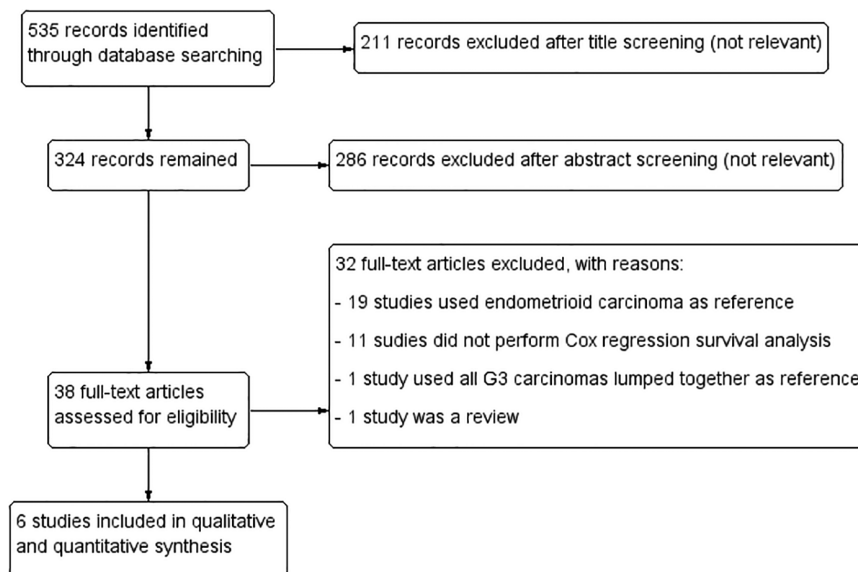 535 records identified
through database searching
211 records excluded after title screening (not relevant)
324 records remained
286 records excluded after abstract screening (not relevant)
32 full-text articles excluded, with reasons:
- 19 studies used endometrioid carcinoma as reference
- 11 sudies did not perform Cox regression survival analysis
- 1 study used all G3 carcinomas lumped together as reference
- 1 study was a review
38 full-text articles
assessed for eligibility
6 studies included in qualitative
and quantitative synthesis